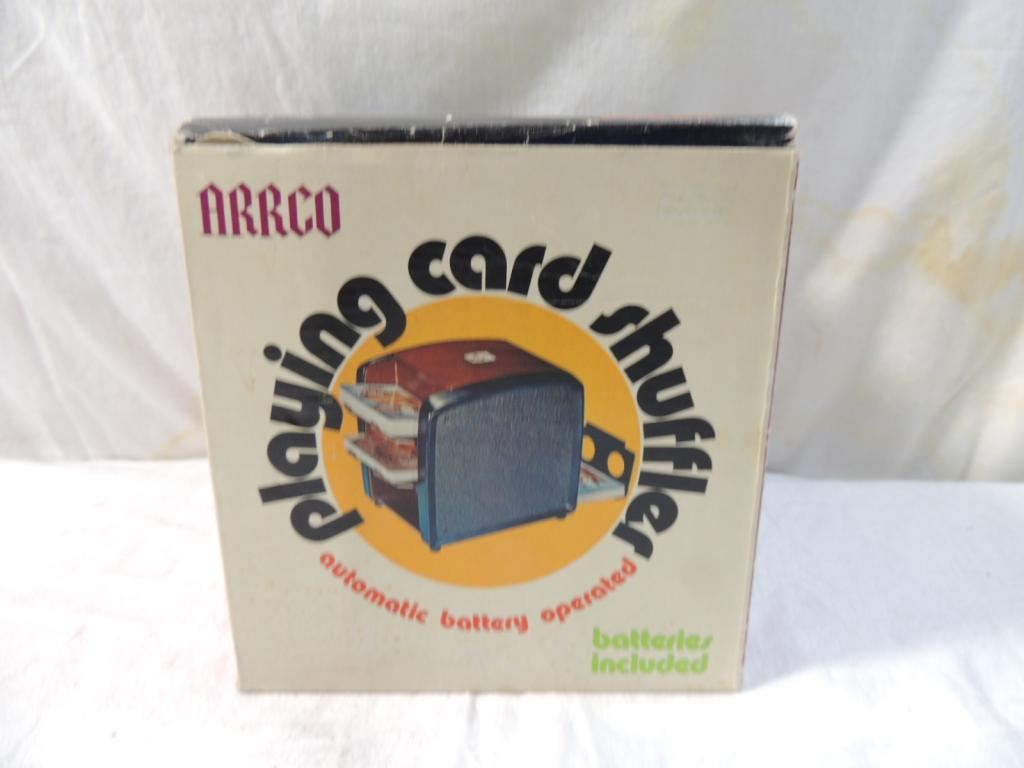 ARRCO
playing card shuffler
automatic battery operated
batteries
included